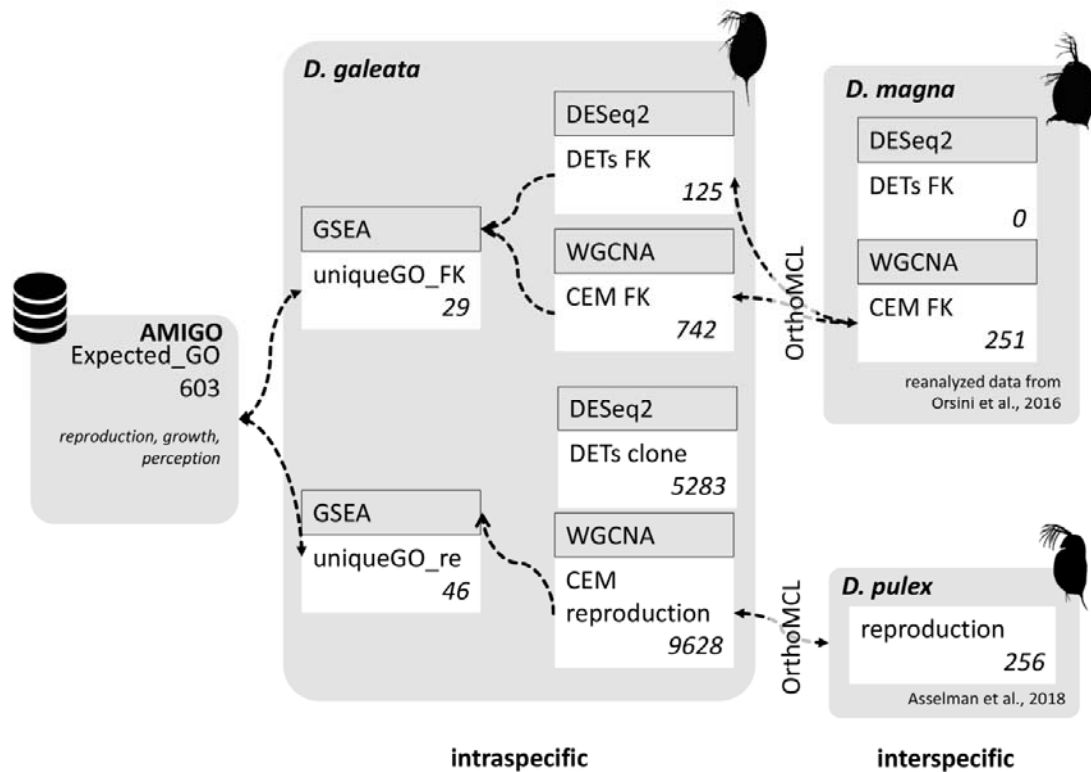 AMIGO
Expected_GO
603
reproduction, growth,
perception
D. galeata
GSEA
uniqueGO_FK
29
GSEA
uniqueGO_re
46
DESeq2
DETs FK
125
WGCNA
CEM FK
742
DESeq2
DETs clone
5283
WGCNA
CEM
reproduction
9628
OrthoMCL
OrthoMCL
D. magna
DESeq2
DETs FK
0
WGCNA
CEM FK
251
reanalyzed data from
Orsini et al., 2016
D. pulex
reproduction
256
Asselman et al., 2018
intraspecific
interspecific